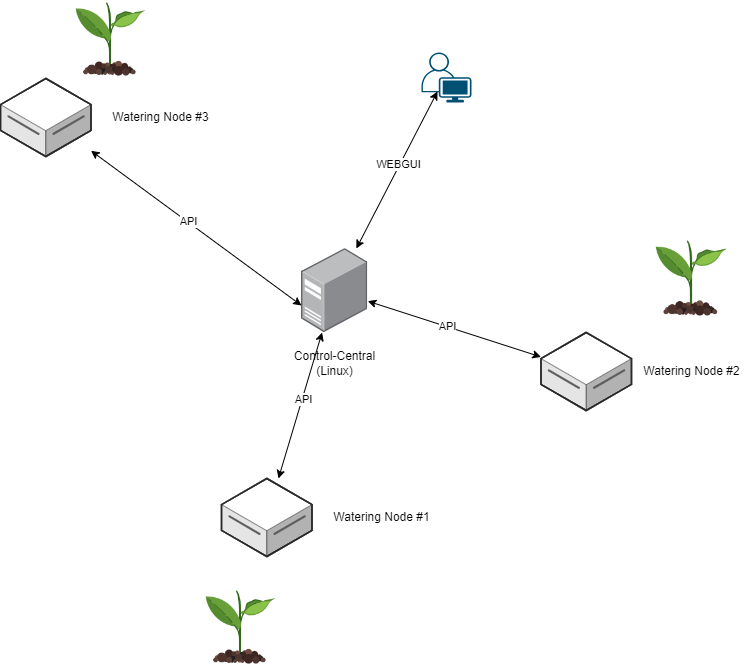 Watering Node #3
WEBGUI
API
API
Control-Central
(Linux)
Watering Node #2
API
Watering Node #1